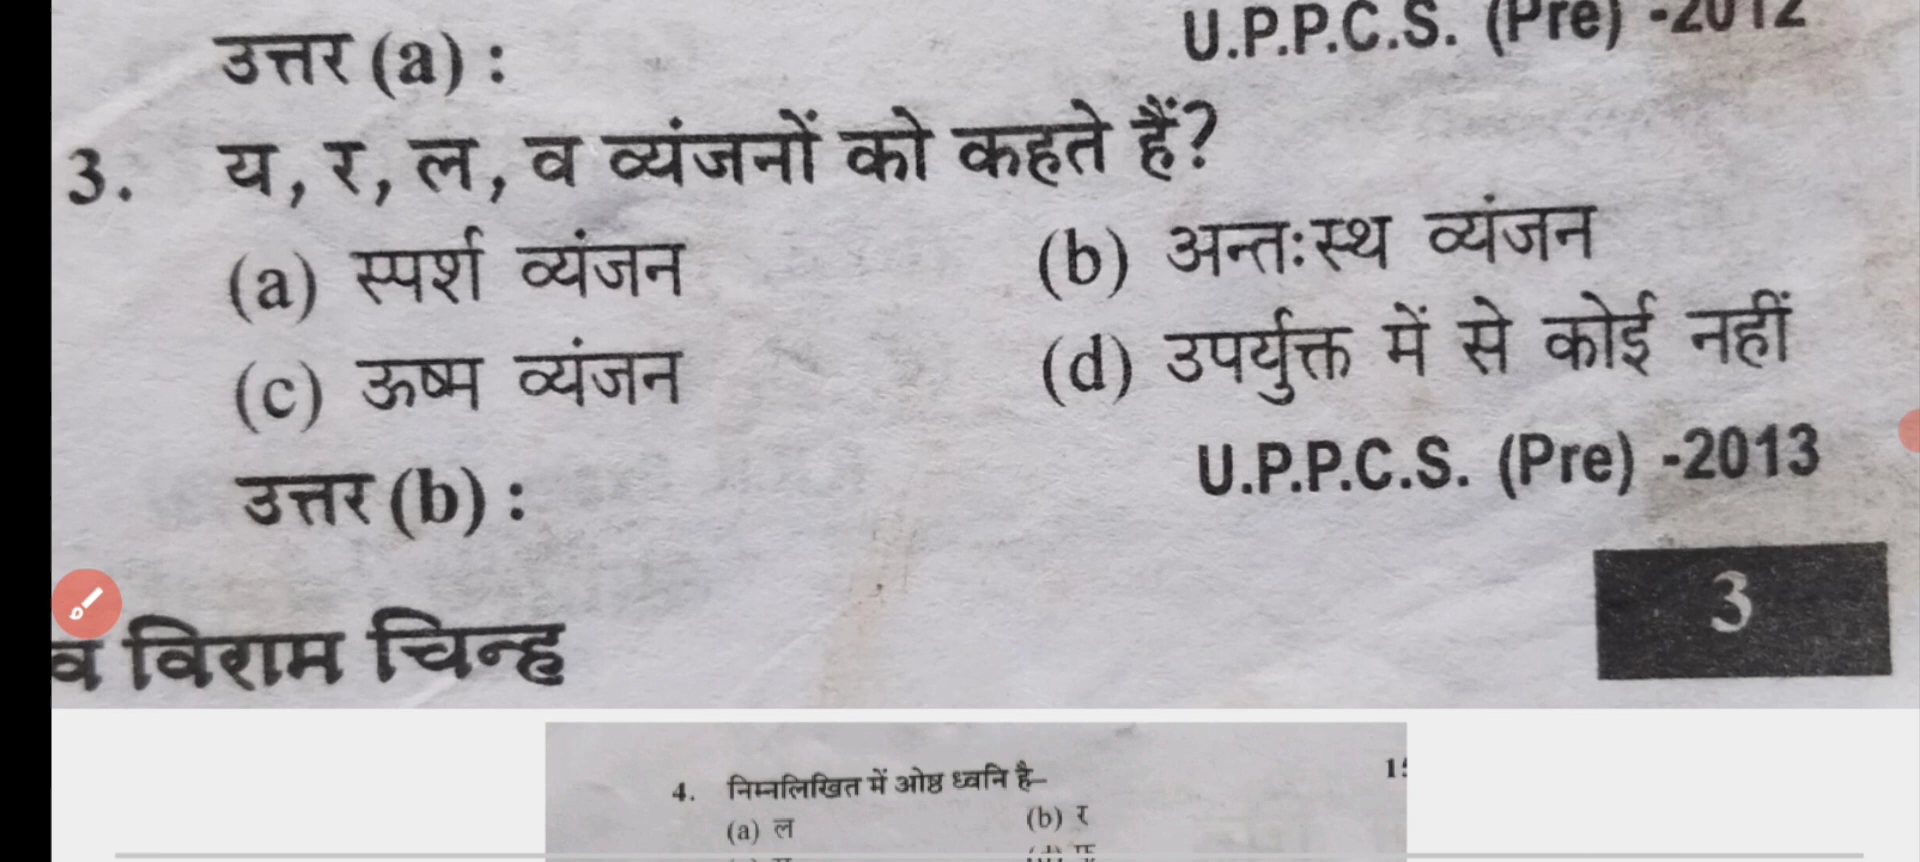 उत्तर (a) :
U.P.P.C.S. (Pre) -2012
3. य, र, ल, व व्यंजनों को कहते हैं?
(a) स्पर्श व्यंजन (b) अन्तःस्थ व्यंजन
(c) ऊष्म व्यंजन (d) उपर्युक्त में से कोई नहीं
उत्तर (b) :
U.P.P.C.S. (Pre) -2013
3
व विराम चिन्ह
4. निम्नलिखित में ओष्ठ ध्वनि है–
(a) ल (b) र